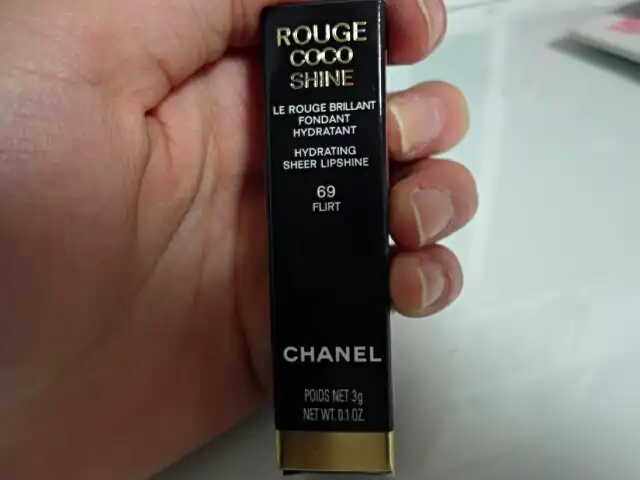 ROUGE
COCO
SHINE
LE ROUGE BRILLANT
FONDANT
HYDRATANT
HYDRATING
SHEER LIPSHINE
69
FLIRT
CHANEL
POIDS NET 3g
NET WT. 0.1 OZ.